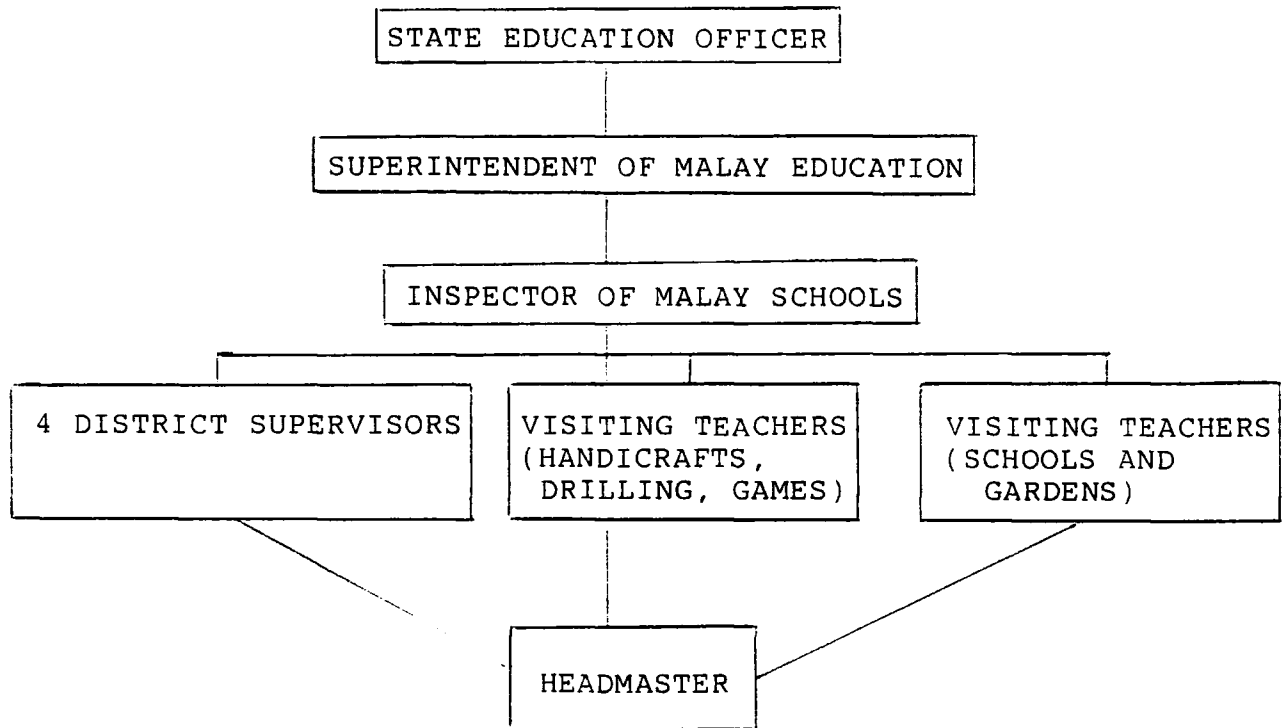 STATE EDUCATION OFFICER
SUPERINTENDENT OF MALAY EDUCATION
INSPECTOR OF MALAY SCHOOLS
4 DISTRICT SUPERVISORS
VISITING TEACHERS
(HANDICRAFTS,
DRILLING, GAMES)
VISITING TEACHERS
(SCHOOLS AND
GARDENS)
HEADMASTER